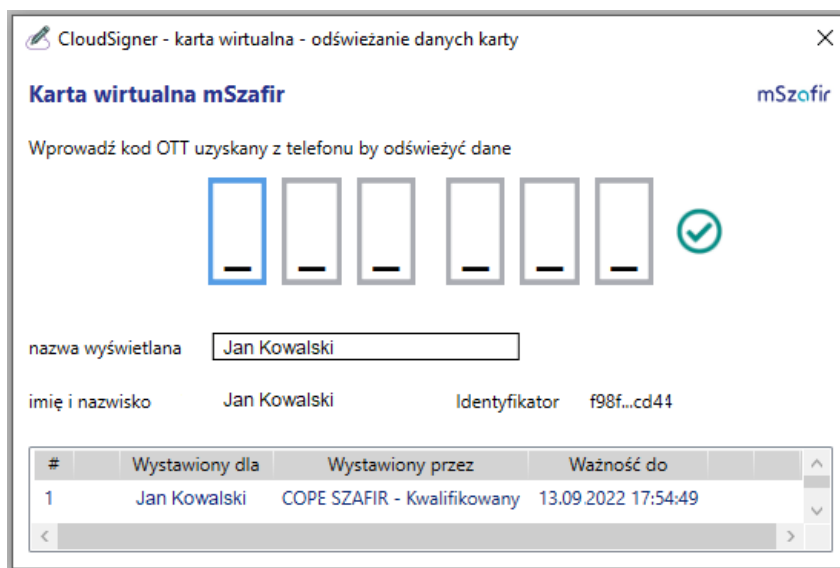 CloudSigner - karta wirtualna - odświeżanie danych karty
Karta wirtualna mSzafir mSzafir
Wprowadź kod OTT uzyskany z telefonu by odświeżyć dane
_ _ _ _ _ _
nazwa wyświetlana Jan Kowalski
imię i nazwisko Jan Kowalski Identyfikator f98f...cd44
# Wystawiony dla Wystawiony przez Ważność do
1 Jan Kowalski COPE SZAFIR - Kwalifikowany 13.09.2022 17:54:49